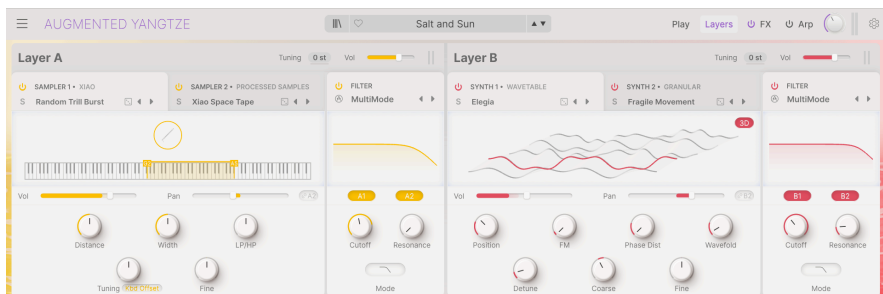 AUGMENTED YANGTZE
Salt and Sun
Play Layers FX Arp
Layer A Tuning 0 st Vol
SAMPLER 1 • XIAO SAMPLER 2 • PROCESSED SAMPLES FILTER
S Random Trill Burst S Xiao Space Tape MultiMode
Vol Pan A2 A1 A2
Distance Width LP/HP Cutoff Resonance
Tuning Kbd Offset Fine Mode
Layer B Tuning 0 st Vol
SYNTH 1 • WAVETABLE SYNTH 2 • GRANULAR FILTER
S Elegia S Fragile Movement MultiMode
3D
Vol Pan B2 B1 B2
Position FM Phase Dist Wavefold Cutoff Resonance
Detune Coarse Fine Mode